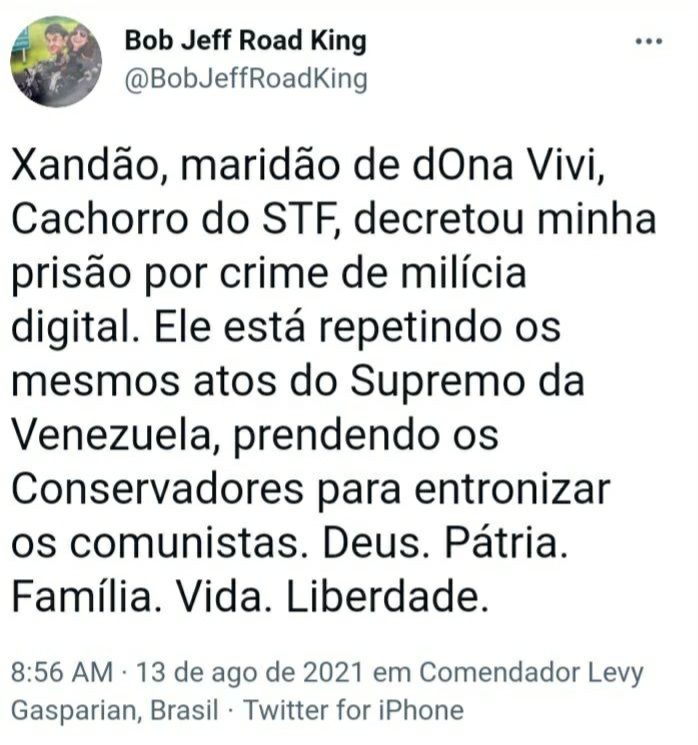 Bob Jeff Road King
@BobJeffRoadKing
Xandão, maridão de dOna Vivi,
Cachorro do STF, decretou minha
prisão por crime de milícia
digital. Ele está repetindo os
mesmos atos do Supremo da
Venezuela, prendendo os
Conservadores para entronizar
os comunistas. Deus. Pátria.
Família. Vida. Liberdade.
8:56 AM · 13 de ago de 2021 em Comendador Levy
Gasparian, Brasil · Twitter for iPhone